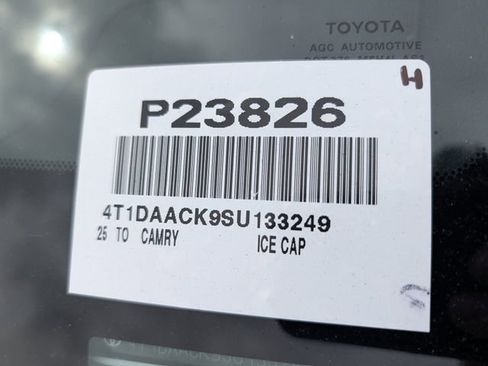 TOYOTA
AGC AUTOMOTIVE
H
P23826
4T1DAACK9SU133249
25 TO CAMRY ICE CAP